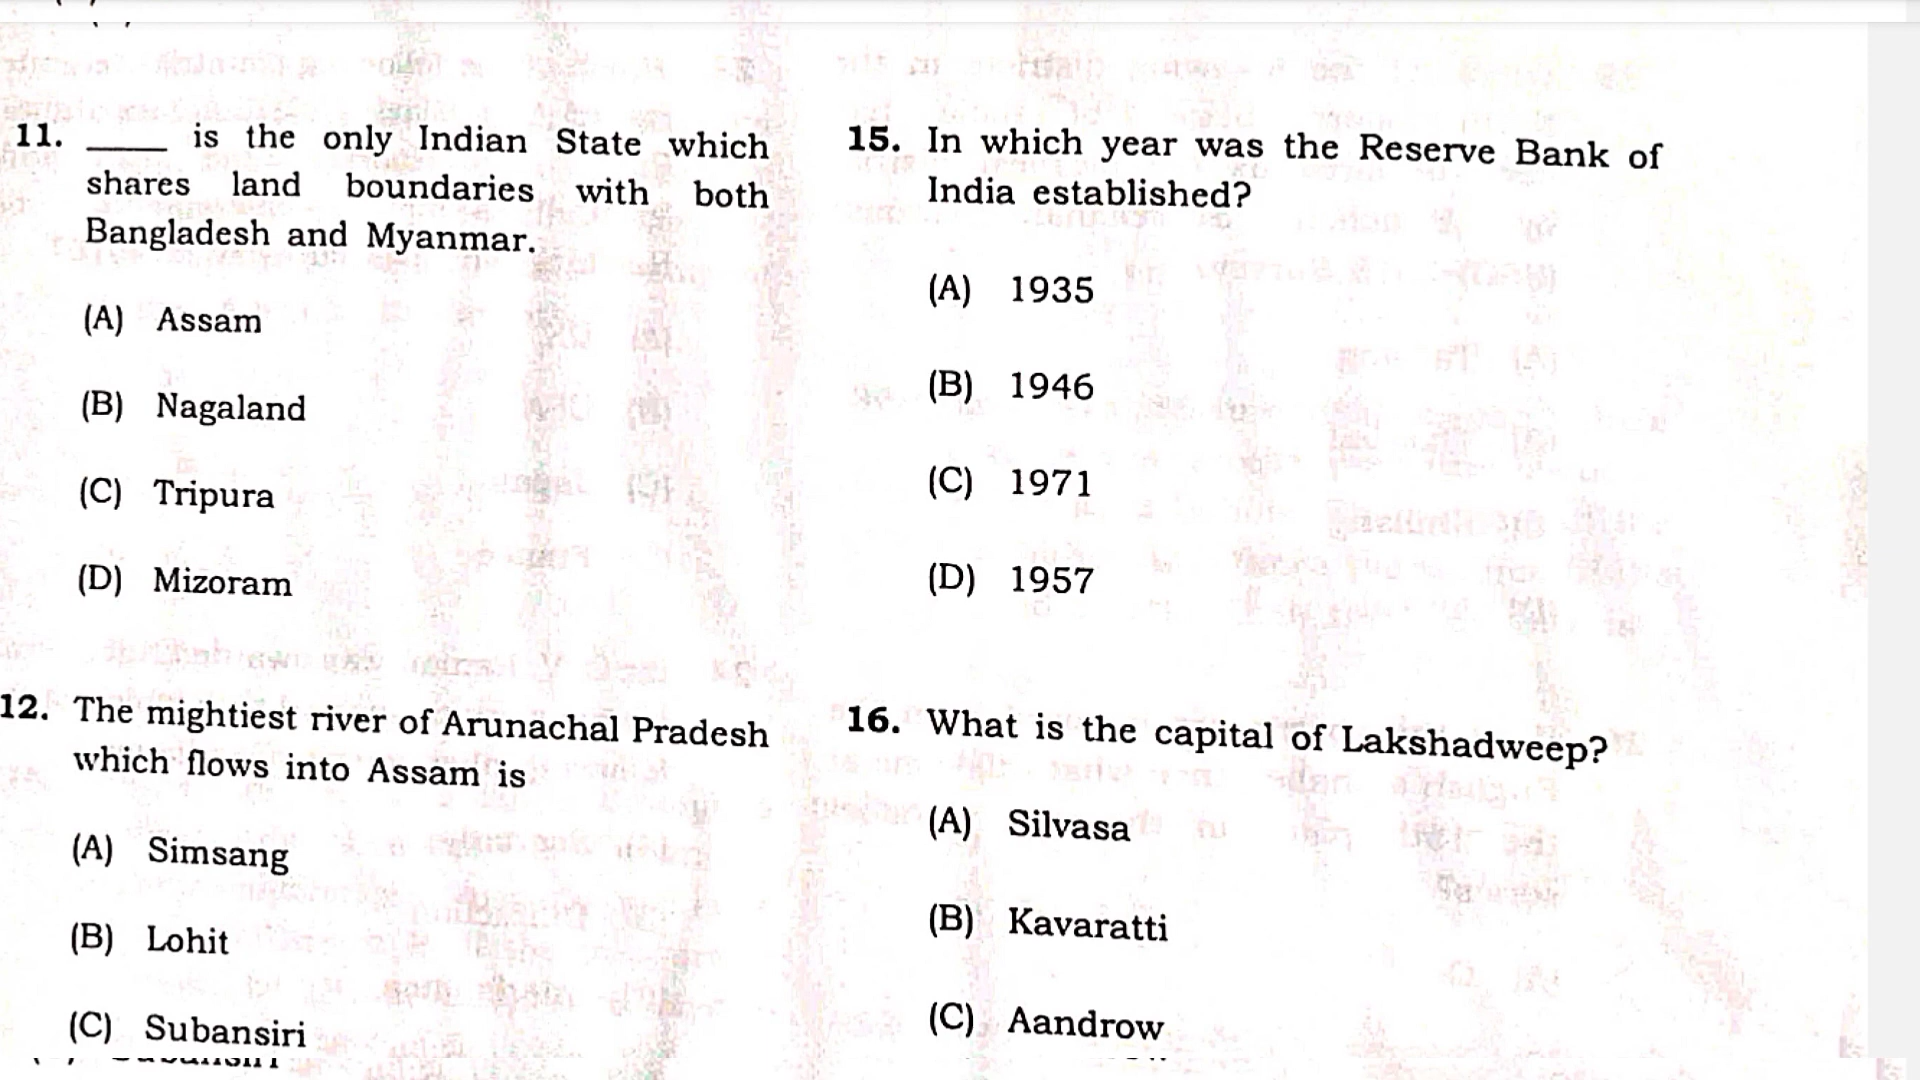 11. ____ is the only Indian State which
shares land boundaries with both
Bangladesh and Myanmar.
(A) Assam
(B) Nagaland
(C) Tripura
(D) Mizoram
12. The mightiest river of Arunachal Pradesh
which flows into Assam is
(A) Simsang
(B) Lohit
(C) Subansiri
15. In which year was the Reserve Bank of
India established?
(A) 1935
(B) 1946
(C) 1971
(D) 1957
16. What is the capital of Lakshadweep?
(A) Silvasa
(B) Kavaratti
(C) Aandrow